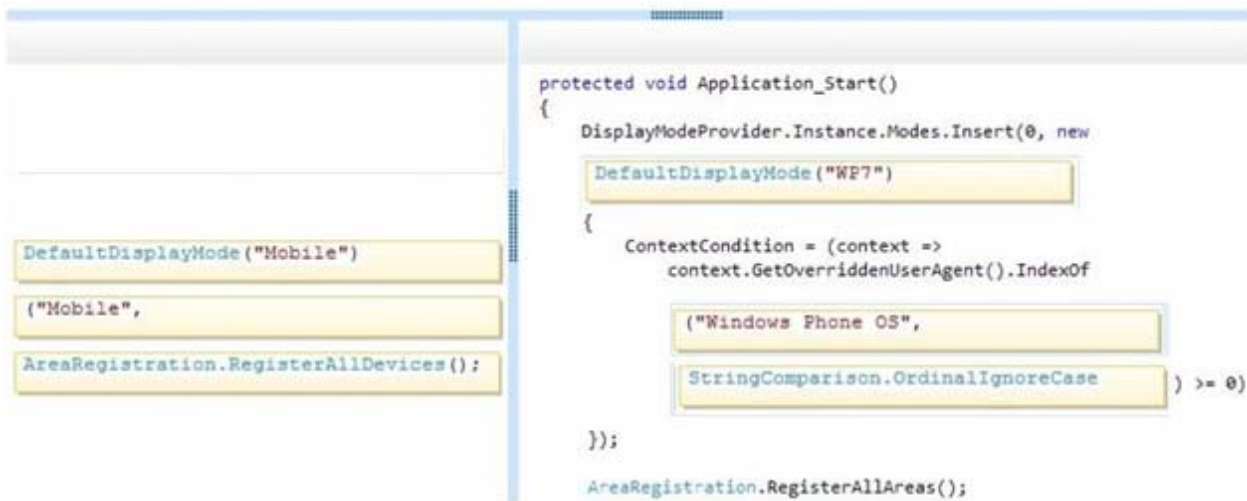 DefaultDisplayMode("Mobile")
("Mobile",
AreaRegistration.RegisterAllDevices();
protected void Application_Start()
{
DisplayModeProvider.Instance.Modes.Insert(0, new
DefaultDisplayMode("WP7")
{
ContextCondition = (context =>
context.GetOverriddenUserAgent().IndexOf
("Windows Phone OS",
StringComparison.OrdinalIgnoreCase ) >= 0)
});
AreaRegistration.RegisterAllAreas();